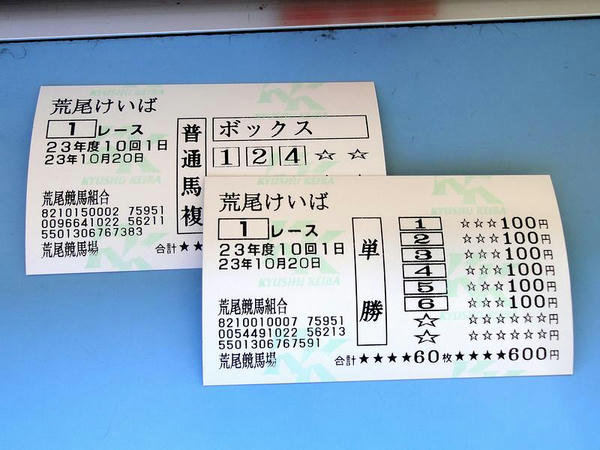 荒尾けいば
1 レース
23年度10回1日
23年10月20日
荒尾競馬組合
8210150002 75951
0096641022 56211
5501306767383
荒尾競馬場
普通馬複
ボックス
1 2 4 ☆ ☆
合計★★
KYUSHU KEIBA
荒尾けいば
1 レース
23年度10回1日
23年10月20日
荒尾競馬組合
8210010007 75951
0054491022 56213
5501306767591
荒尾競馬場
単勝
1 ☆☆☆100円
2 ☆☆☆100円
3 ☆☆☆100円
4 ☆☆☆100円
5 ☆☆☆100円
6 ☆☆☆100円
☆ ☆☆☆☆☆☆円
☆ ☆☆☆☆☆☆円
合計★★★★60枚★★★★600円
KYUSHU KEIBA